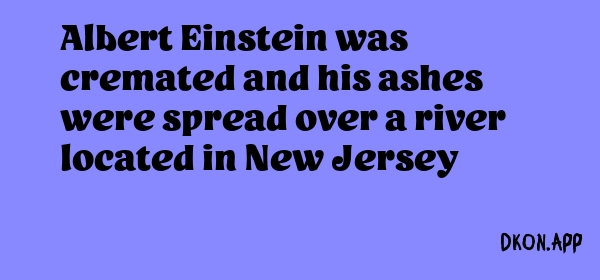 Albert Einstein was
cremated and his ashes
were spread over a river
located in New Jersey
DKON.APP